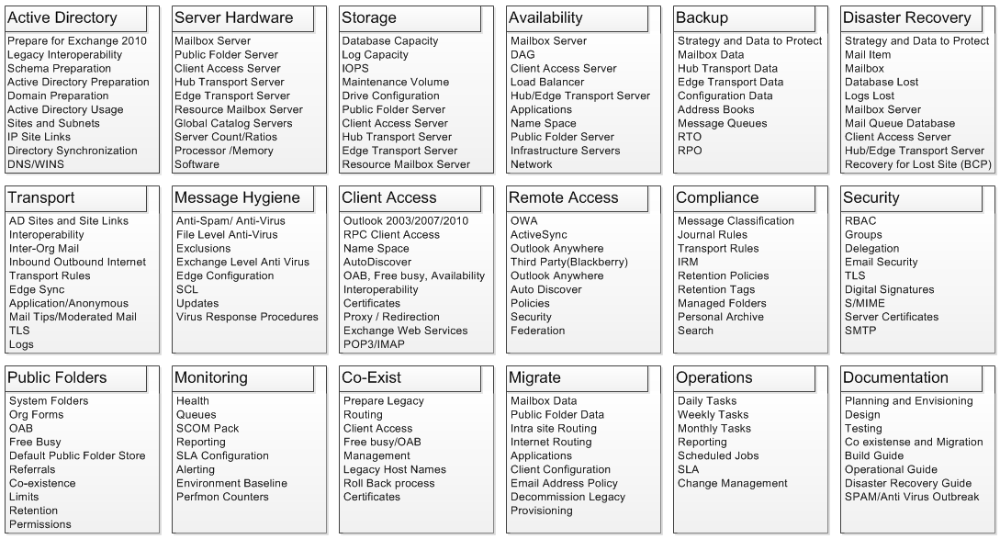 Active Directory
Prepare for Exchange 2010
Legacy Interoperability
Schema Preparation
Active Directory Preparation
Domain Preparation
Active Directory Usage
Sites and Subnets
IP Site Links
Directory Synchronization
DNS/WINS
Server Hardware
Mailbox Server
Public Folder Server
Client Access Server
Hub Transport Server
Edge Transport Server
Resource Mailbox Server
Global Catalog Servers
Server Count/Ratios
Processor /Memory
Software
Storage
Database Capacity
Log Capacity
IOPS
Maintenance Volume
Drive Configuration
Public Folder Server
Client Access Server
Hub Transport Server
Edge Transport Server
Resource Mailbox Server
Availability
Mailbox Server
DAG
Client Access Server
Load Balancer
Hub/Edge Transport Server
Applications
Name Space
Public Folder Server
Infrastructure Servers
Network
Backup
Strategy and Data to Protect
Mailbox Data
Hub Transport Data
Edge Transport Data
Configuration Data
Address Books
Message Queues
RTO
RPO
Disaster Recovery
Strategy and Data to Protect
Mail Item
Mailbox
Database Lost
Logs Lost
Mailbox Server
Mail Queue Database
Client Access Server
Hub/Edge Transport Server
Recovery for Lost Site (BCP)
Transport
AD Sites and Site Links
Interoperability
Inter-Org Mail
Inbound Outbound Internet
Transport Rules
Edge Sync
Application/Anonymous
Mail Tips/Moderated Mail
TLS
Logs
Message Hygiene
Anti-Spam/ Anti-Virus
File Level Anti-Virus
Exclusions
Exchange Level Anti Virus
Edge Configuration
SCL
Updates
Virus Response Procedures
Client Access
Outlook 2003/2007/2010
RPC Client Access
Name Space
AutoDiscover
OAB, Free busy, Availability
Interoperability
Certificates
Proxy / Redirection
Exchange Web Services
POP3/IMAP
Remote Access
OWA
ActiveSync
Outlook Anywhere
Third Party(Blackberry)
Outlook Anywhere
Auto Discover
Policies
Security
Federation
Compliance
Message Classification
Journal Rules
Transport Rules
IRM
Retention Policies
Retention Tags
Managed Folders
Personal Archive
Search
Security
RBAC
Groups
Delegation
Email Security
TLS
Digital Signatures
S/MIME
Server Certificates
SMTP
Public Folders
System Folders
Org Forms
OAB
Free Busy
Default Public Folder Store
Referrals
Co-existence
Limits
Retention
Permissions
Monitoring
Health
Queues
SCOM Pack
Reporting
SLA Configuration
Alerting
Environment Baseline
Perfmon Counters
Co-Exist
Prepare Legacy
Routing
Client Access
Free busy/OAB
Management
Legacy Host Names
Roll Back process
Certificates
Migrate
Mailbox Data
Public Folder Data
Intra site Routing
Internet Routing
Applications
Client Configuration
Email Address Policy
Decommission Legacy
Provisioning
Operations
Daily Tasks
Weekly Tasks
Monthly Tasks
Reporting
Scheduled Jobs
SLA
Change Management
Documentation
Planning and Envisioning
Design
Testing
Co existense and Migration
Build Guide
Operational Guide
Disaster Recovery Guide
SPAM/Anti Virus Outbreak